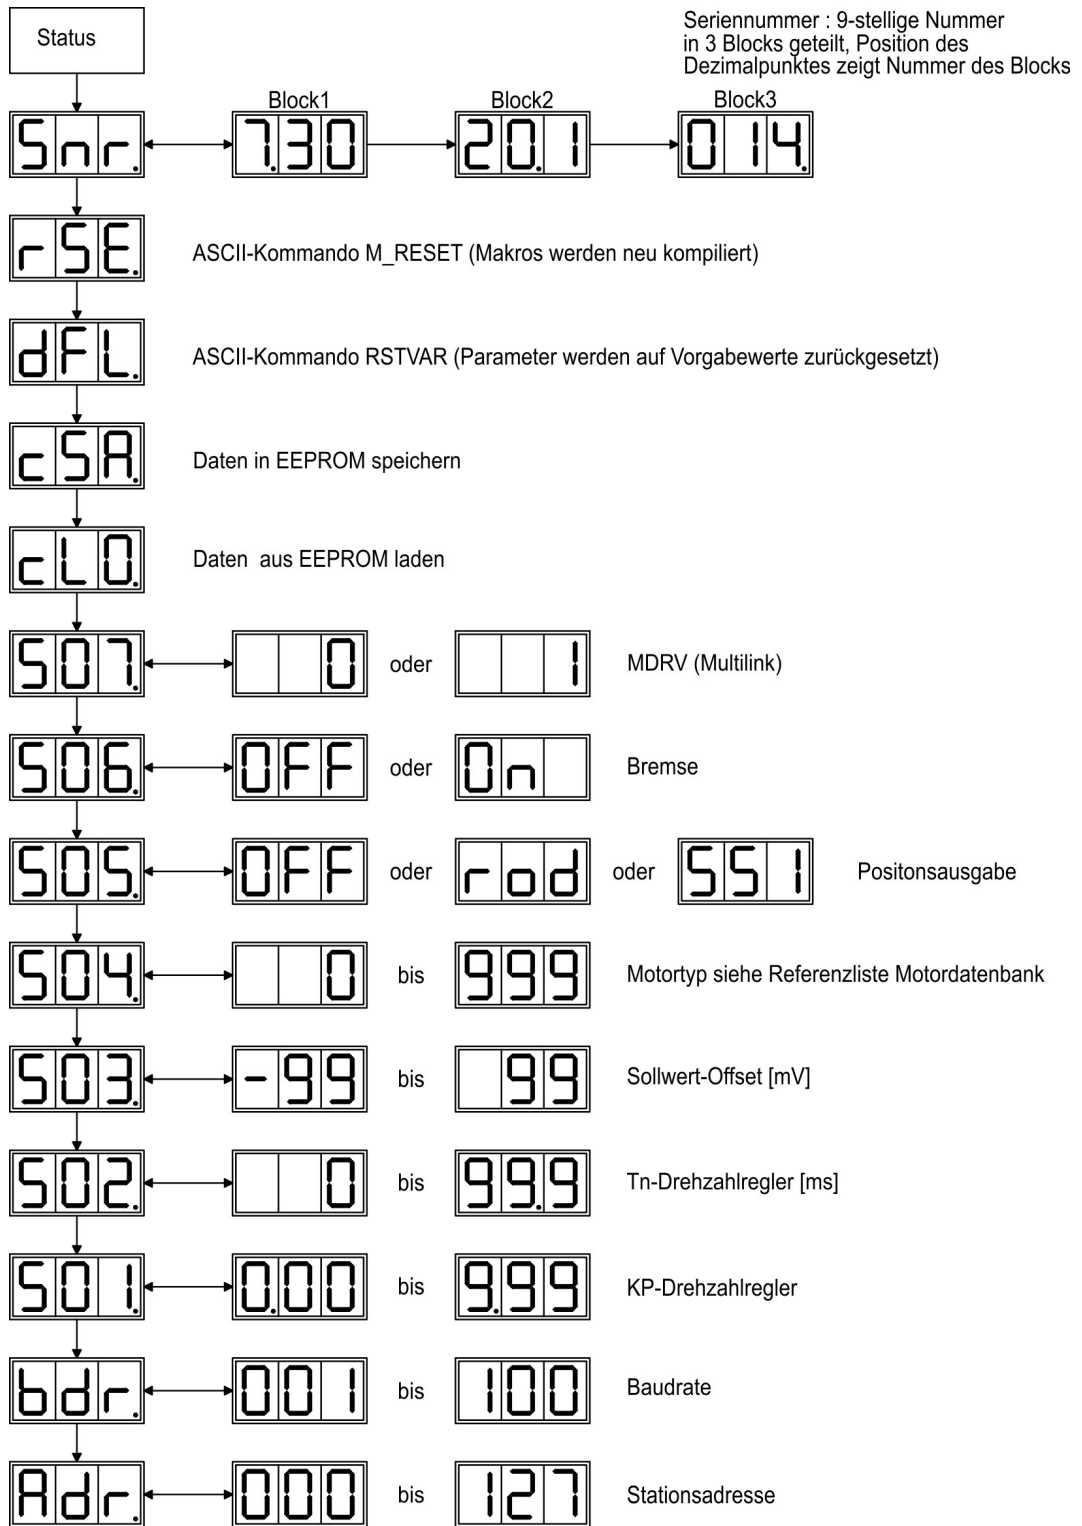 Status
Seriennummer : 9-stellige Nummer
in 3 Blocks geteilt, Position des
Dezimalpunktes zeigt Nummer des Blocks
Block1 Block2 Block3
Snr. 7.30 20.1 014.
rSE. ASCII-Kommando M_RESET (Makros werden neu kompiliert)
dFL. ASCII-Kommando RSTVAR (Parameter werden auf Vorgabewerte zurückgesetzt)
cSA. Daten in EEPROM speichern
cLO. Daten aus EEPROM laden
S07. 0 oder 1 MDRV (Multilink)
S06. OFF oder On Bremse
S05. OFF oder rod oder SSI Positonsausgabe
S04. 0 bis 999 Motortyp siehe Referenzliste Motordatenbank
S03. -99 bis 99 Sollwert-Offset [mV]
S02. 0 bis 99.9 Tn-Drehzahlregler [ms]
S01. 0.00 bis 9.99 KP-Drehzahlregler
bdr. 001 bis 100 Baudrate
Adr. 000 bis 127 Stationsadresse